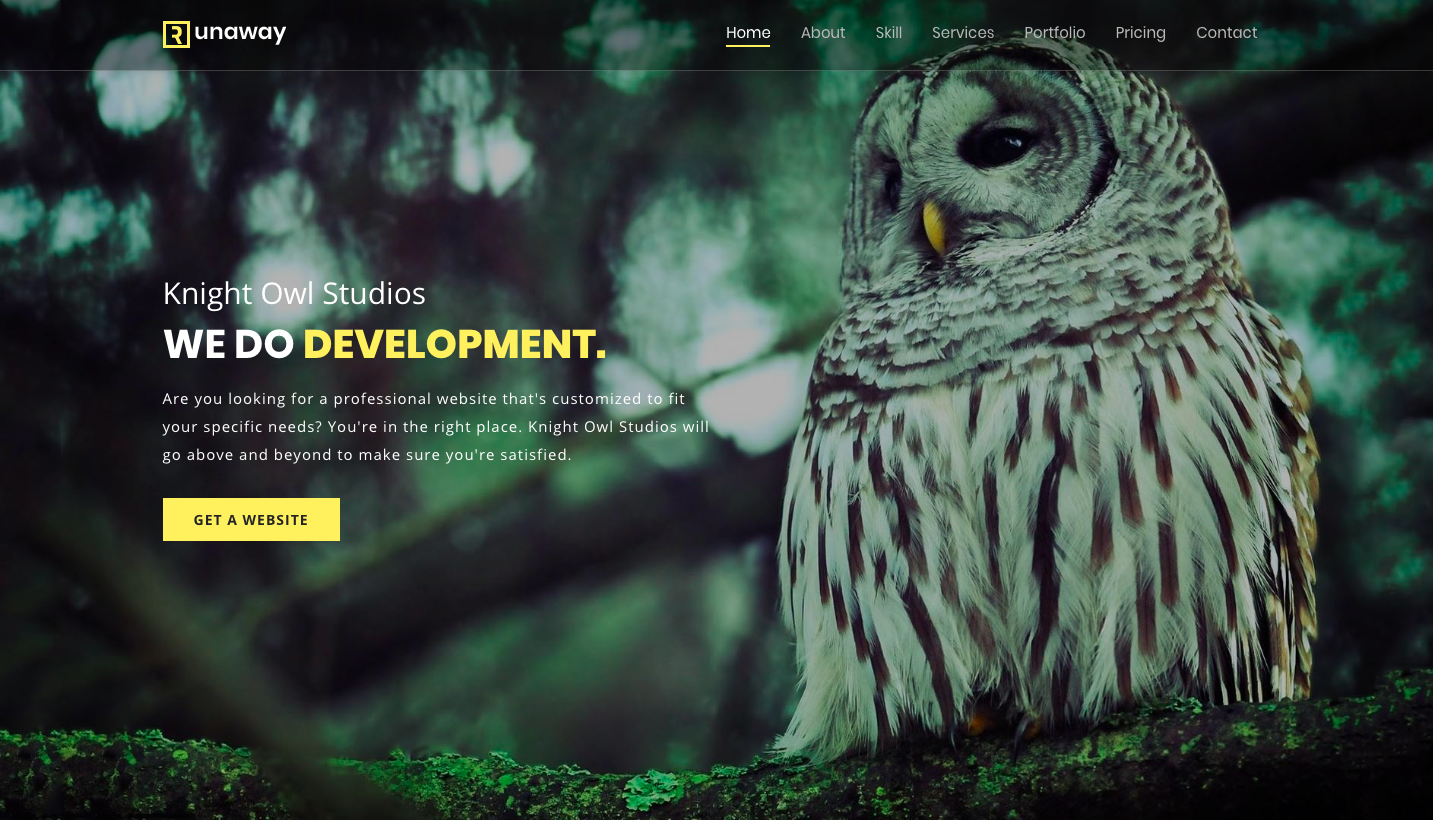 Runaway
Home About Skill Services Portfolio Pricing Contact
Knight Owl Studios
WE DO DEVELOPMENT.
Are you looking for a professional website that's customized to fit
your specific needs? You're in the right place. Knight Owl Studios will
go above and beyond to make sure you're satisfied.
GET A WEBSITE